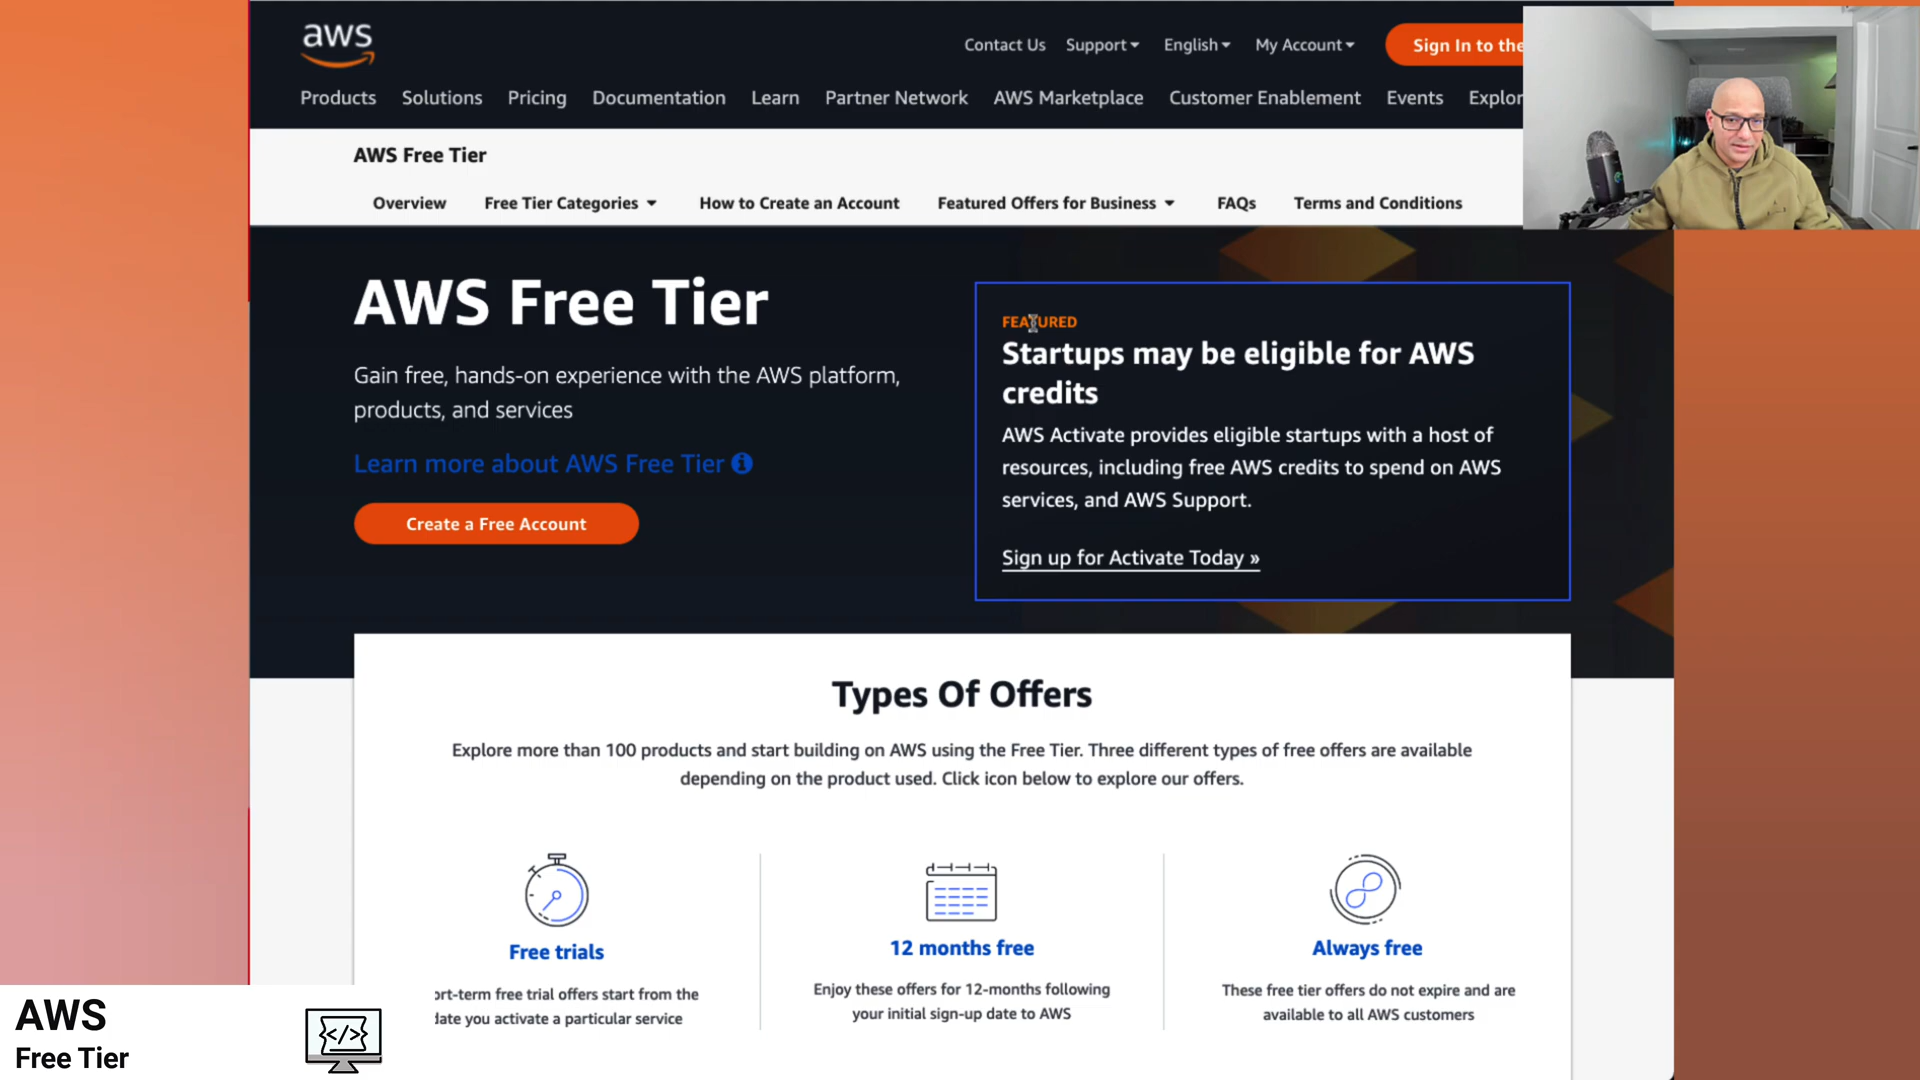 aws
Contact Us Support English My Account Sign In to the
Products Solutions Pricing Documentation Learn Partner Network AWS Marketplace Customer Enablement Events Explor
AWS Free Tier
Overview Free Tier Categories How to Create an Account Featured Offers for Business FAQs Terms and Conditions
AWS Free Tier
Gain free, hands-on experience with the AWS platform,
products, and services
Learn more about AWS Free Tier
Create a Free Account
FEATURED
Startups may be eligible for AWS
credits
AWS Activate provides eligible startups with a host of
resources, including free AWS credits to spend on AWS
services, and AWS Support.
Sign up for Activate Today »
Types Of Offers
Explore more than 100 products and start building on AWS using the Free Tier. Three different types of free offers are available
depending on the product used. Click icon below to explore our offers.
Free trials
ort-term free trial offers start from the
date you activate a particular service
12 months free
Enjoy these offers for 12-months following
your initial sign-up date to AWS
Always free
These free tier offers do not expire and are
available to all AWS customers
AWS
Free Tier